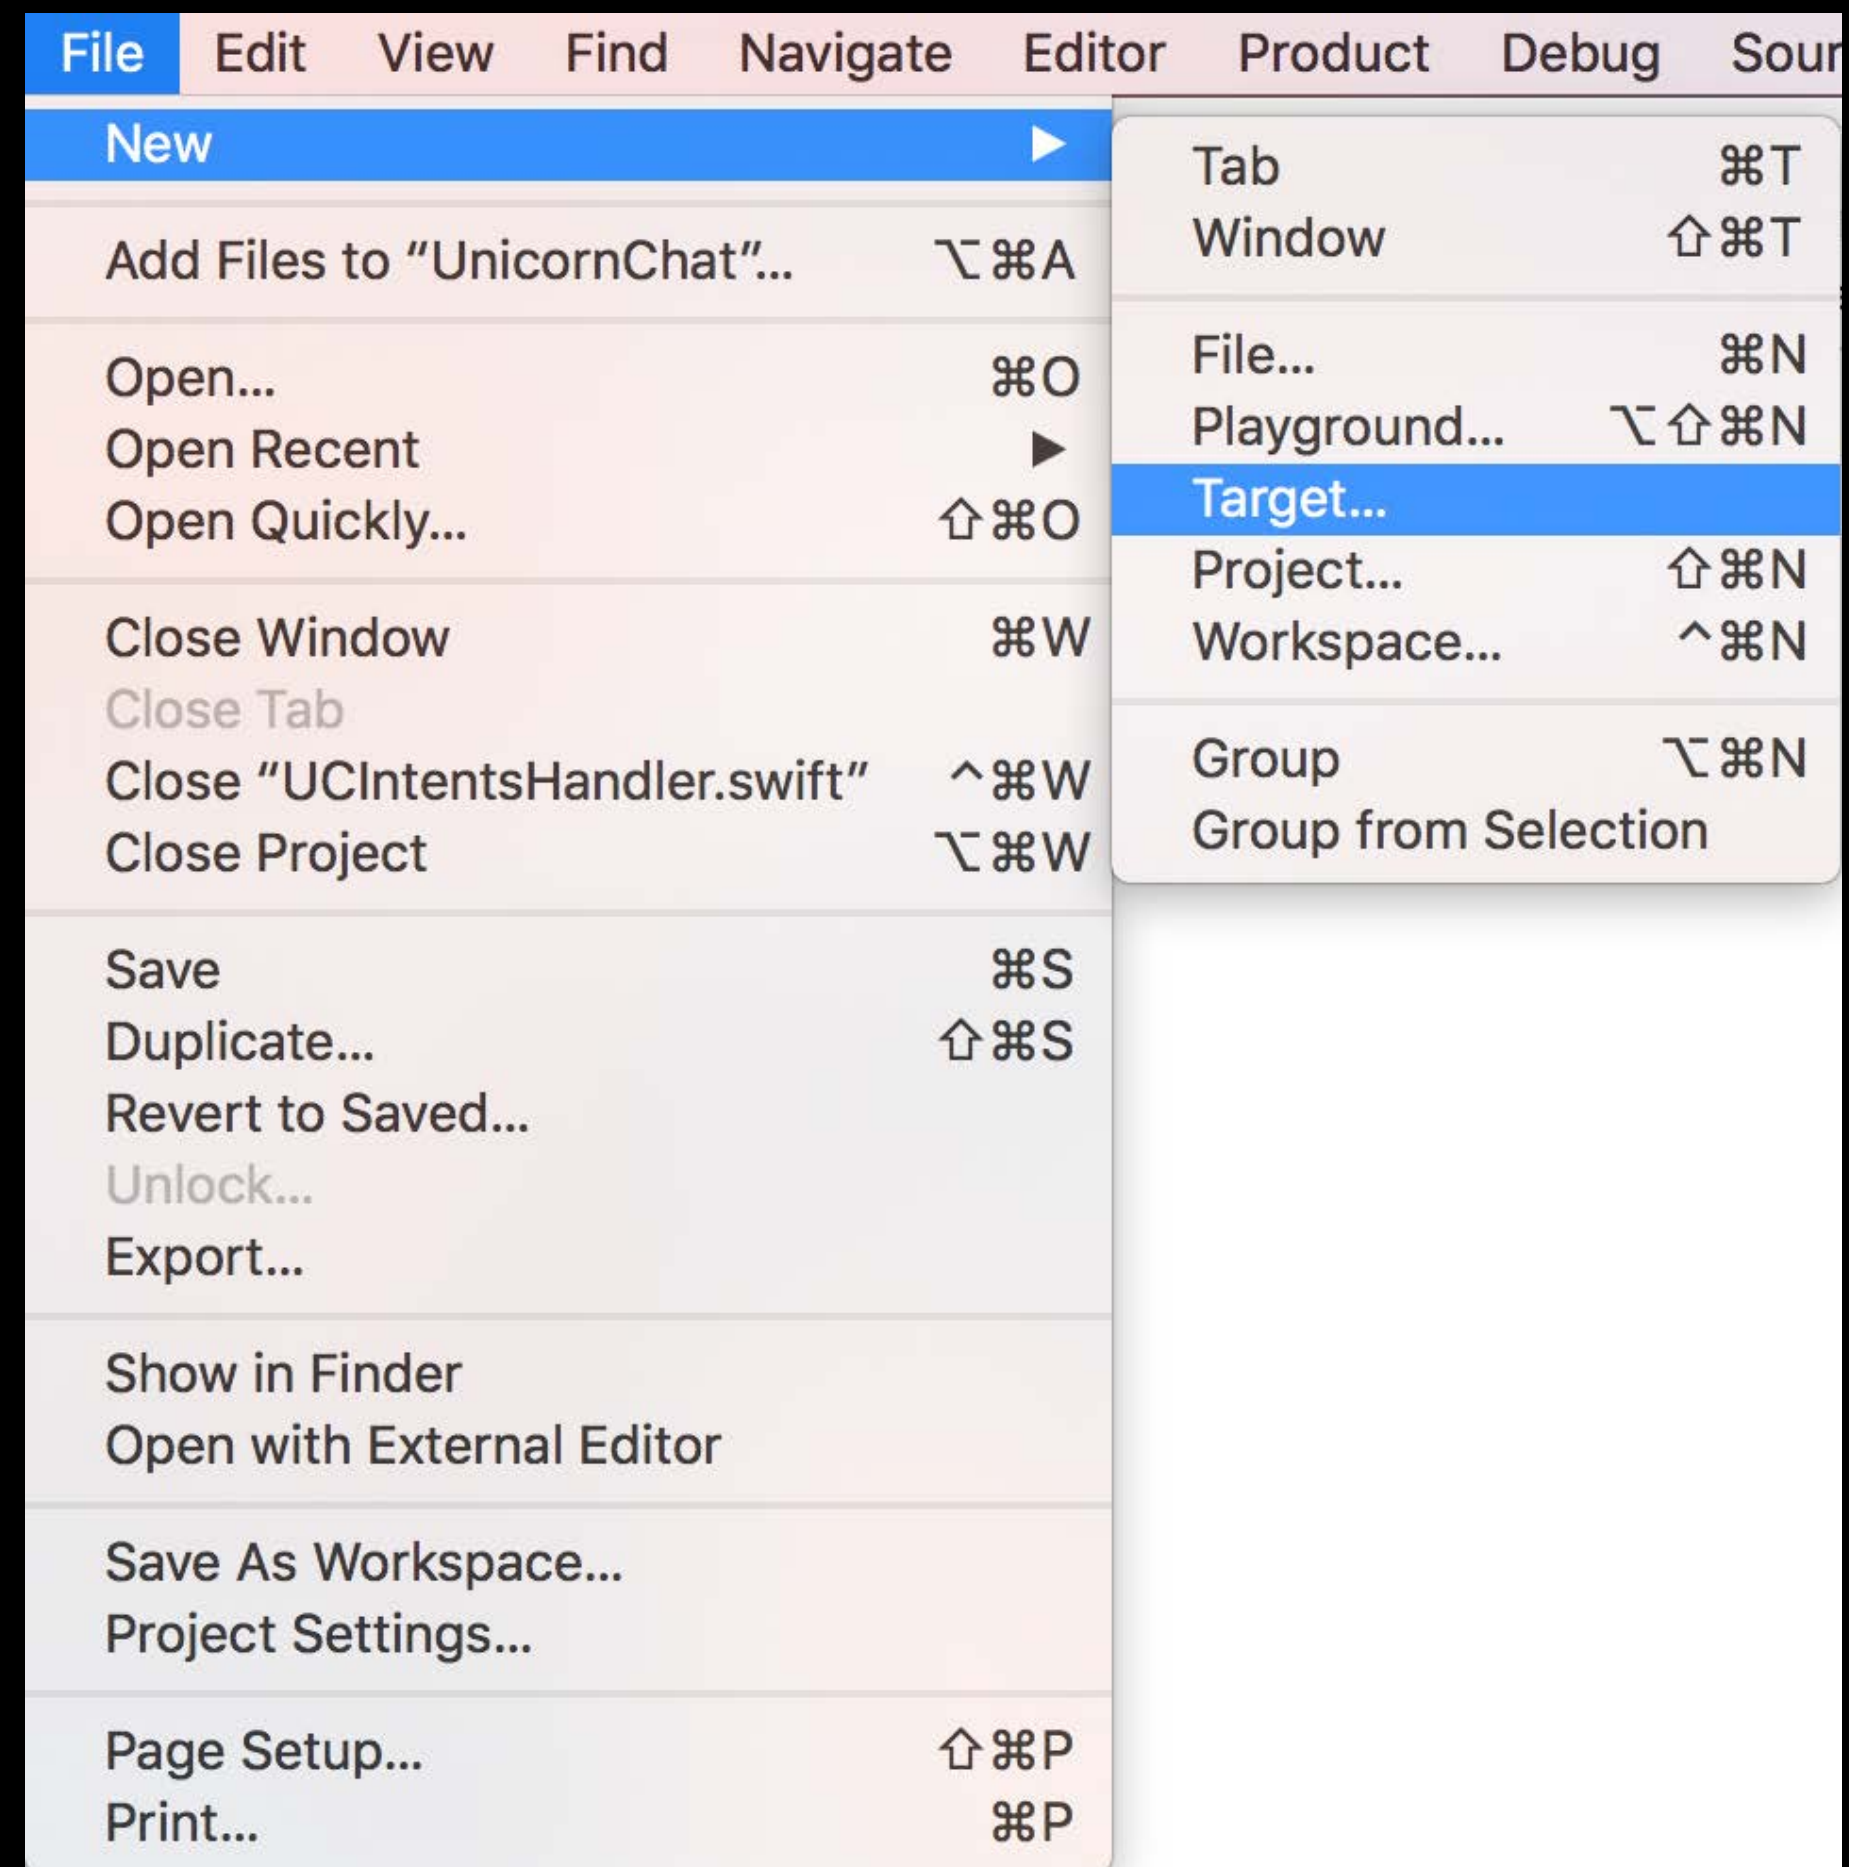 File Edit View Find Navigate Editor Product Debug
New ▶
Add Files to “UnicornChat”... ⌥⌘A
Open... ⌘O
Open Recent ▶
Open Quickly... ⇧⌘O
Close Window ⌘W
Close Tab
Close “UCIntentsHandler.swift” ^⌘W
Close Project ⌥⌘W
Save ⌘S
Duplicate... ⇧⌘S
Revert to Saved...
Unlock...
Export...
Show in Finder
Open with External Editor
Save As Workspace...
Project Settings...
Page Setup... ⇧⌘P
Print... ⌘P
Tab ⌘T
Window ⇧⌘T
File... ⌘N
Playground... ⌥⇧⌘N
Target...
Project... ⇧⌘N
Workspace... ^⌘N
Group ⌥⌘N
Group from Selection